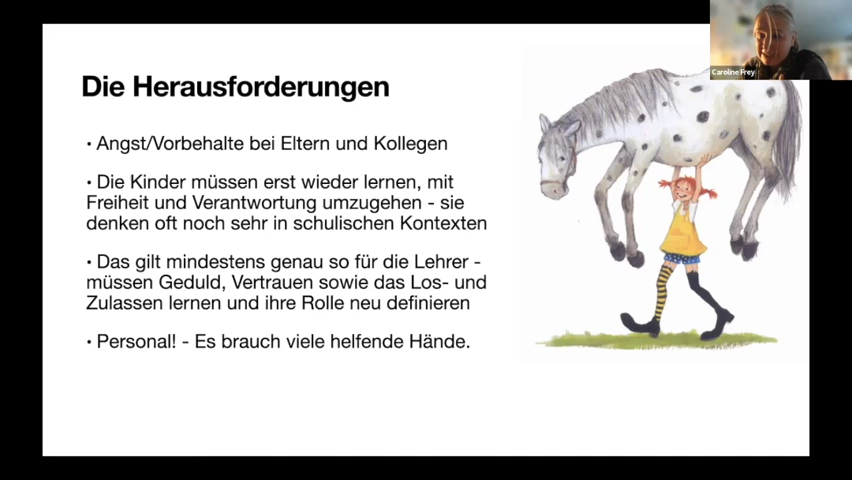 Caroline Frey
Die Herausforderungen
• Angst/Vorbehalte bei Eltern und Kollegen
• Die Kinder müssen erst wieder lernen, mit
Freiheit und Verantwortung umzugehen - sie
denken oft noch sehr in schulischen Kontexten
• Das gilt mindestens genau so für die Lehrer -
müssen Geduld, Vertrauen sowie das Los- und
Zulassen lernen und ihre Rolle neu definieren
• Personal! - Es brauch viele helfende Hände.